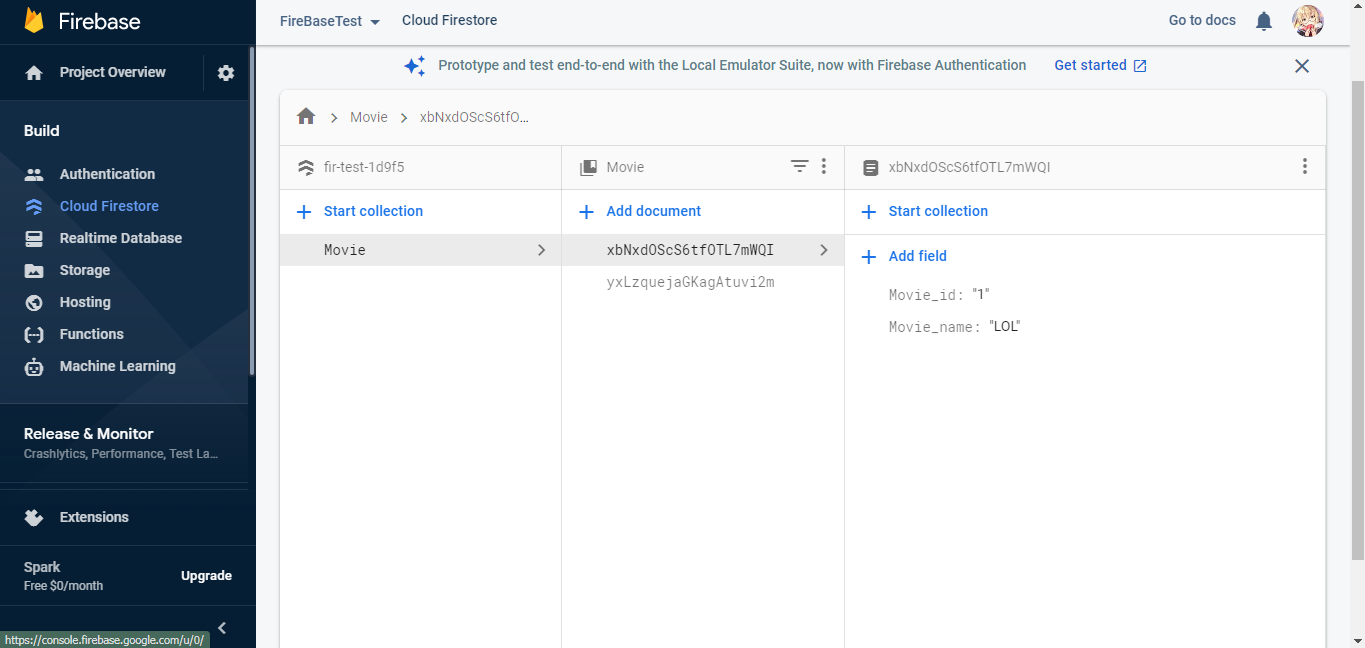 Firebase
FireBaseTest
Cloud Firestore
Go to docs
Project Overview
Prototype and test end-to-end with the Local Emulator Suite, now with Firebase Authentication
Get started
Build
Authentication
Cloud Firestore
Realtime Database
Storage
Hosting
Functions
Machine Learning
Release & Monitor
Crashlytics, Performance, Test La...
Extensions
Spark
Free $0/month
Upgrade
https://console.firebase.google.com/u/0/
Movie
xbNxdOScS6tfO...
fir-test-1d9f5
Start collection
Movie
Movie
Add document
xbNxdOScS6tfOTL7mWQI
yxLzquejaGKagAtuvi2m
xbNxdOScS6tfOTL7mWQI
Start collection
Add field
Movie_id: "1"
Movie_name: "LOL"